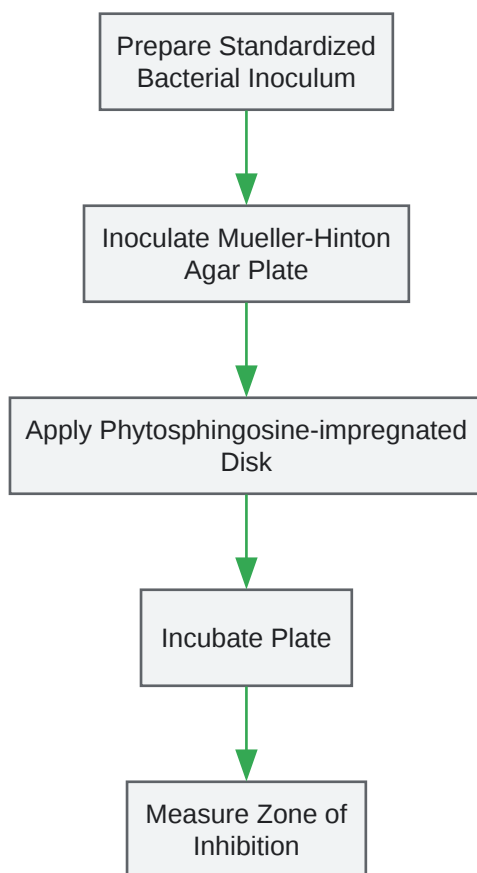 Prepare Standardized
Bacterial Inoculum
Inoculate Mueller-Hinton
Agar Plate
Apply Phytosphingosine-impregnated
Disk
Incubate Plate
Measure Zone of
Inhibition